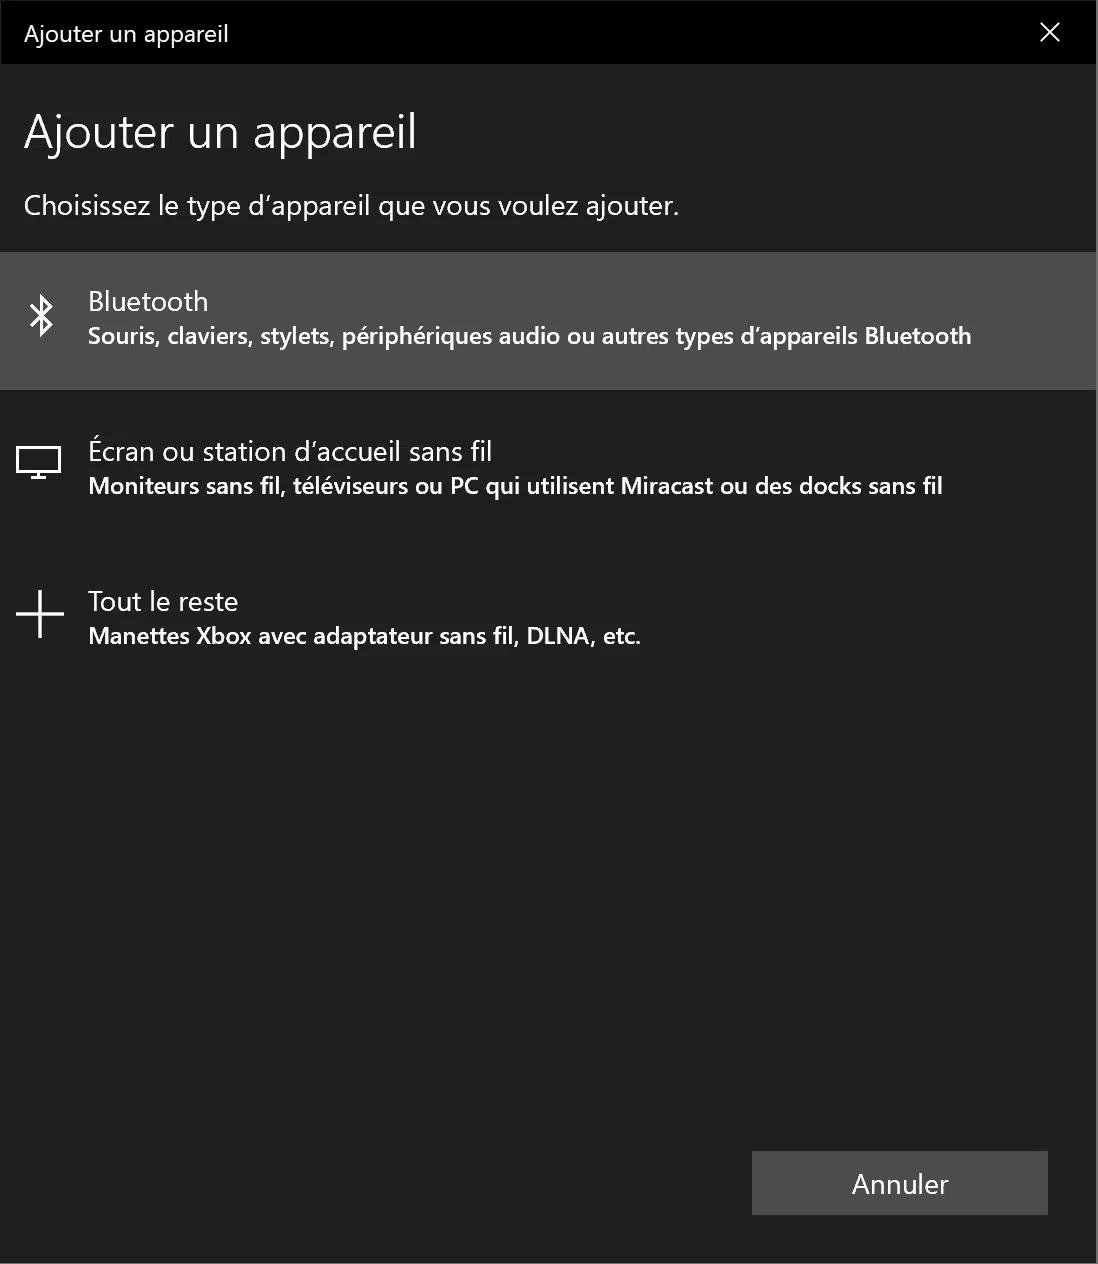 Ajouter un appareil
Ajouter un appareil
Choisissez le type d’appareil que vous voulez ajouter.
Bluetooth
Souris, claviers, stylets, périphériques audio ou autres types d’appareils Bluetooth
Écran ou station d’accueil sans fil
Moniteurs sans fil, téléviseurs ou PC qui utilisent Miracast ou des docks sans fil
Tout le reste
Manettes Xbox avec adaptateur sans fil, DLNA, etc.
Annuler